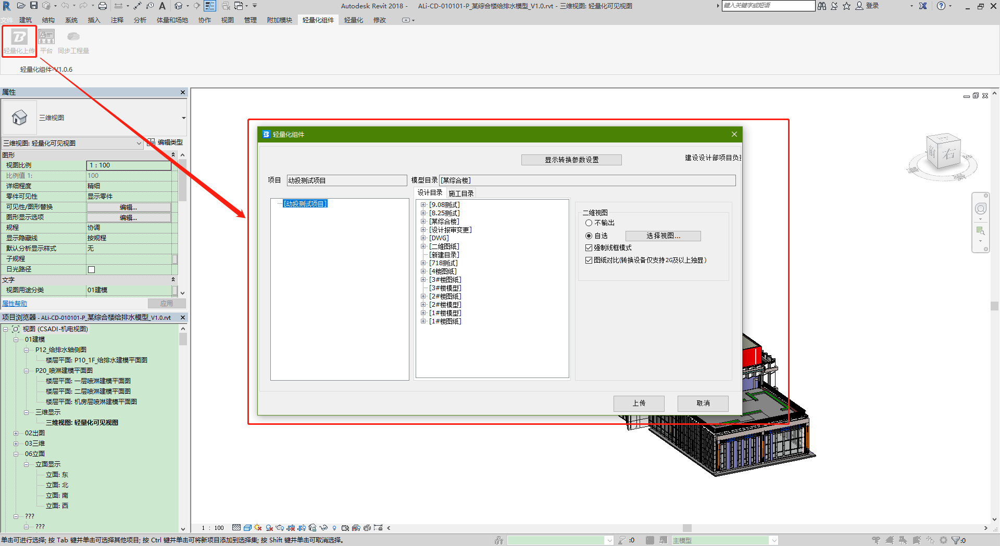 Autodesk Revit 2018 - ALi-CD-010101-P_某综合楼给排水模型_V1.0.rvt - 三维视图: 轻量化可见视图
键入关键字或短语
登录
文件 建筑 结构 系统 插入 注释 分析 体量和场地 协作 视图 管理 附加模块 轻量化组件 轻量化 修改
轻量化上传 平台 同步工程量
轻量化组件-V1.0.6
属性
三维视图
三维视图: 轻量化可见视图 编辑类型
图形
视图比例 1 : 100
比例值 1: 100
详细程度 精细
零件可见性 显示零件
可见性/图形替换 编辑...
图形显示选项 编辑...
规程 协调
显示隐藏线 按规程
默认分析显示样式 无
子规程
日光路径
文字
视图用途分类 01建模
属性帮助 应用
项目浏览器 - ALi-CD-010101-P_某综合楼给排水模型_V1.0.rvt
视图 (CSADI-机电视图)
01建模
P12_给排水轴侧图
楼层平面: P10_1F_给排水建模平面图
P20_喷淋建模平面图
楼层平面: 一层喷淋建模平面图
楼层平面: 二层喷淋建模平面图
楼层平面: 机房层喷淋建模平面图
三维显示
三维视图: 轻量化可见视图
02出图
03三维
06立面
立面显示
立面: 东
立面: 北
立面: 南
立面: 西
???
???
轻量化组件
显示转换参数设置 建设设计部项目负责
项目 动投测试项目 模型目录 [某综合楼]
设计目录 施工目录
[动投测试项目]
[9.08测试]
[8.25测试]
[某综合楼]
[设计报审变更]
[DWG]
[二维图纸]
[新建目录]
[718测试]
[4楼图纸]
[3#楼图纸]
[3#楼模型]
[2#楼图纸]
[2#楼模型]
[1#楼模型]
[1#楼图纸]
二维视图
不输出
自选 选择视图...
强制线框模式
图纸对比(转换设备仅支持2G及以上独显)
上传 取消
前 右
1 : 100
单击可进行选择; 按 Tab 键并单击可选择其他项目; 按 Ctrl 键并单击可将新项目添加到选择集; 按 Shift 键并单击可取消选择。
:0 主模型 :0